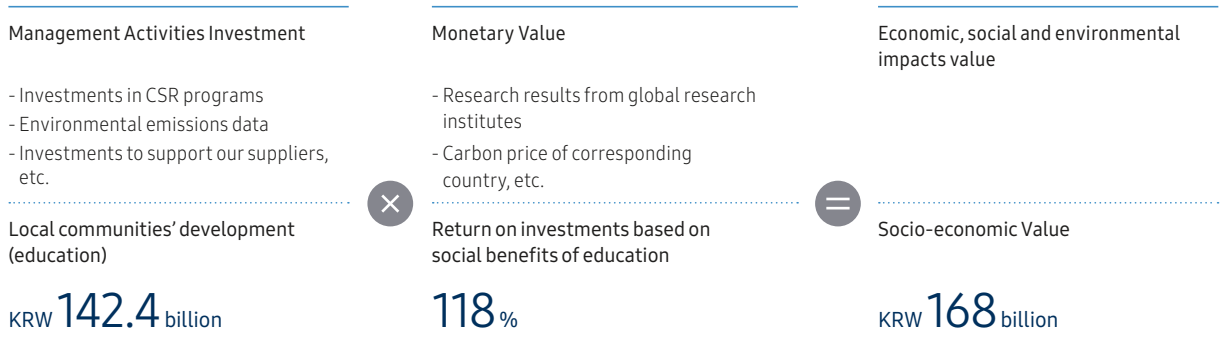 Management Activities Investment
- Investments in CSR programs
- Environmental emissions data
- Investments to support our suppliers,
etc.
Local communities' development
(education)
KRW 142.4 billion
×
Monetary Value
- Research results from global research
institutes
- Carbon price of corresponding
country, etc.
Return on investments based on
social benefits of education
118 %
=
Economic, social and environmental
impacts value
Socio-economic Value
KRW 168 billion